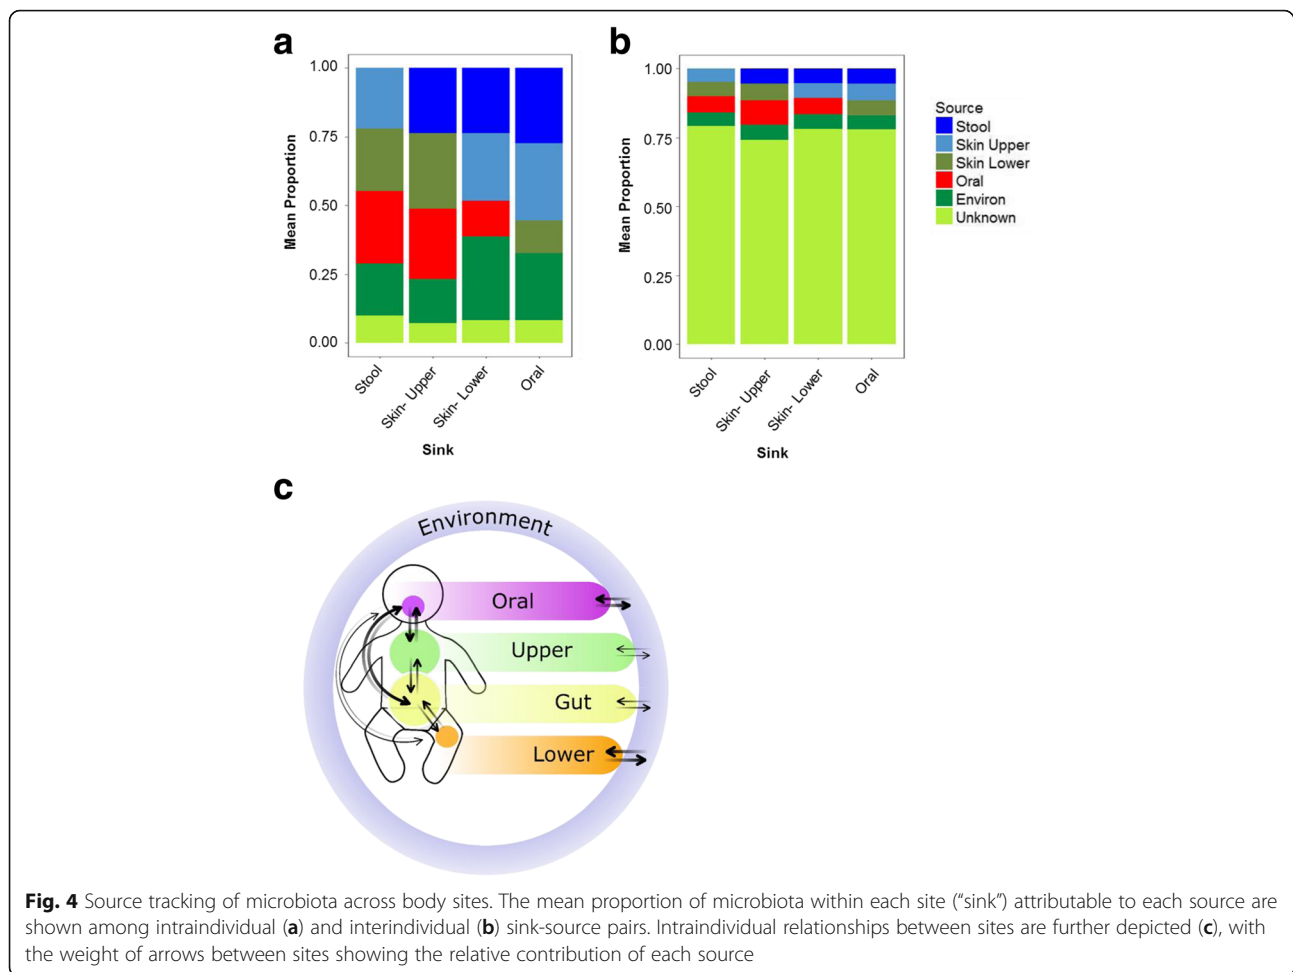 a
1.00
0.75
0.50
0.25
0.00
Mean Proportion
Stool
Skin- Upper
Skin- Lower
Oral
Sink
b
1.00
0.75
0.50
0.25
0.00
Mean Proportion
Stool
Skin- Upper
Skin- Lower
Oral
Sink
Source
Stool
Skin Upper
Skin Lower
Oral
Environ
Unknown
c
Environment
Oral
Upper
Gut
Lower
Fig. 4 Source tracking of microbiota across body sites. The mean proportion of microbiota within each site (“sink”) attributable to each source are
shown among intraindividual (a) and interindividual (b) sink-source pairs. Intraindividual relationships between sites are further depicted (c), with
the weight of arrows between sites showing the relative contribution of each source